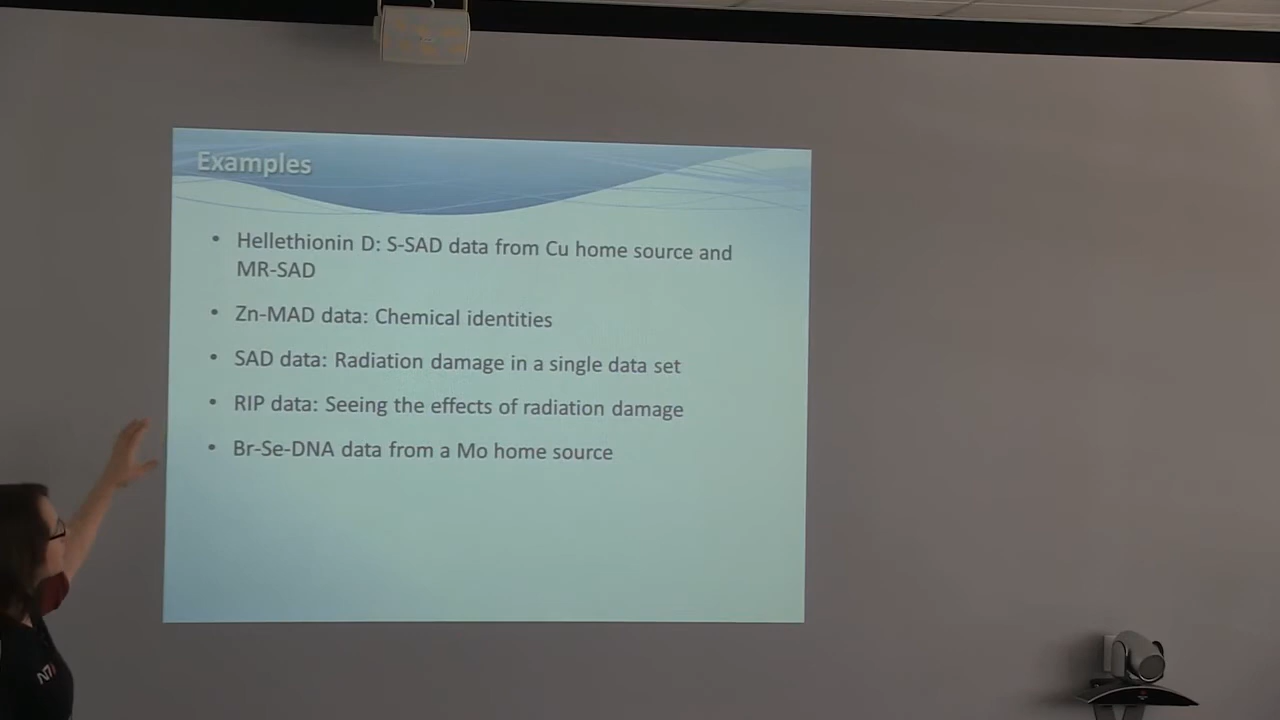 Examples
• Hellethionin D: S-SAD data from Cu home source and
MR-SAD
• Zn-MAD data: Chemical identities
• SAD data: Radiation damage in a single data set
• RIP data: Seeing the effects of radiation damage
• Br-Se-DNA data from a Mo home source
N7